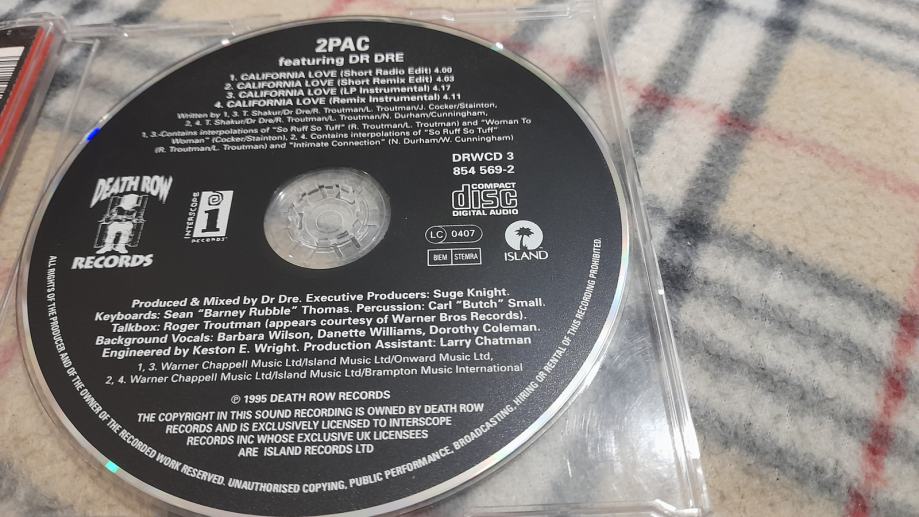 2PAC
featuring DR DRE
1. CALIFORNIA LOVE (Short Radio Edit) 4.00
2. CALIFORNIA LOVE (Short Remix Edit) 4.03
3. CALIFORNIA LOVE (LP Instrumental) 4.17
4. CALIFORNIA LOVE (Remix Instrumental) 4.11
Written by 1, 3. T. Shakur/Dr Dre/R. Troutman/L. Troutman/J. Cocker/Stainton,
2, 4. T. Shakur/Dr Dre/R. Troutman/L. Troutman/N. Durham/Cunningham,
1, 3.-Contains interpolations of "So Ruff So Tuff" (R. Troutman/L. Troutman) and "Woman To
Woman" (Cocker/Stainton), 2, 4. Contains interpolations of "So Ruff So Tuff"
(R. Troutman/L. Troutman) and "Intimate Connection" (N. Durham/W. Cunningham)
DRWCD 3
854 569-2
DEATH ROW
RECORDS
INTERSCOPE
RECORDS
COMPACT
disc
DIGITAL AUDIO
LC 0407
BIEM STEMRA
ISLAND
Produced & Mixed by Dr Dre. Executive Producers: Suge Knight.
Keyboards: Sean "Barney Rubble" Thomas. Percussion: Carl "Butch" Small.
Talkbox: Roger Troutman (appears courtesy of Warner Bros Records).
Background Vocals: Barbara Wilson, Danette Williams, Dorothy Coleman.
Engineered by Keston E. Wright. Production Assistant: Larry Chatman
1, 3. Warner Chappell Music Ltd/Island Music Ltd/Onward Music Ltd,
2, 4. Warner Chappell Music Ltd/Island Music Ltd/Brampton Music International
℗ 1995 DEATH ROW RECORDS
THE COPYRIGHT IN THIS SOUND RECORDING IS OWNED BY DEATH ROW
RECORDS AND IS EXCLUSIVELY LICENSED TO INTERSCOPE
RECORDS INC WHOSE EXCLUSIVE UK LICENSEES
ARE ISLAND RECORDS LTD
ALL RIGHTS OF THE PRODUCER AND OF THE OWNER OF THE RECORDED WORK RESERVED. UNAUTHORISED COPYING, PUBLIC PERFORMANCE, BROADCASTING, HIRING OR RENTAL OF THIS RECORDING PROHIBITED.